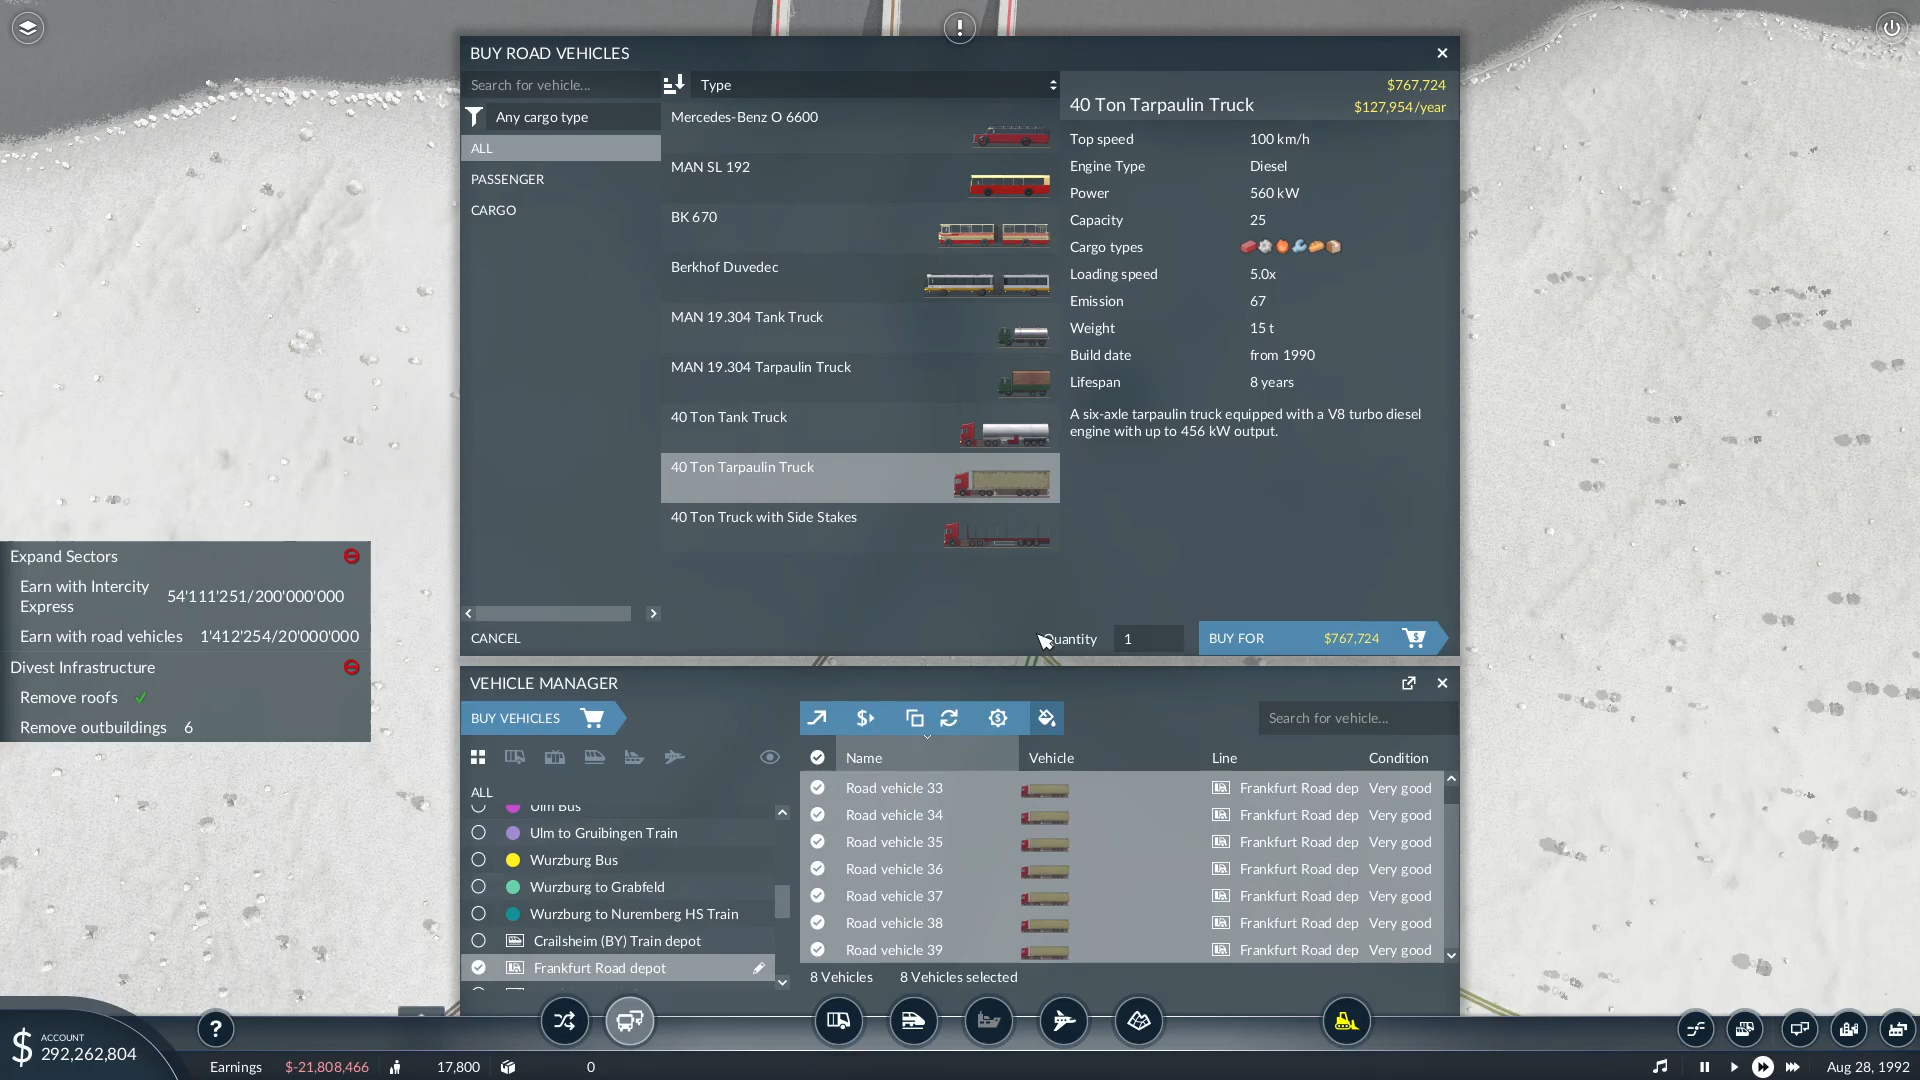 BUY ROAD VEHICLES
Search for vehicle...
Type
Any cargo type
ALL
PASSENGER
CARGO
Mercedes-Benz O 6600
MAN SL 192
BK 670
Berkhof Duvedec
MAN 19.304 Tank Truck
MAN 19.304 Tarpaulin Truck
40 Ton Tank Truck
40 Ton Tarpaulin Truck
40 Ton Truck with Side Stakes
$767,724
40 Ton Tarpaulin Truck
$127,954/year
Top speed 100 km/h
Engine Type Diesel
Power 560 kW
Capacity 25
Cargo types
Loading speed 5.0x
Emission 67
Weight 15 t
Build date from 1990
Lifespan 8 years
A six-axle tarpaulin truck equipped with a V8 turbo diesel
engine with up to 456 kW output.
CANCEL
Quantity 1
BUY FOR $767,724
Expand Sectors
Earn with Intercity
Express 54'111'251/200'000'000
Earn with road vehicles 1'412'254/20'000'000
Divest Infrastructure
Remove roofs
Remove outbuildings 6
VEHICLE MANAGER
BUY VEHICLES
Search for vehicle...
ALL
Ulm Bus
Ulm to Gruibingen Train
Wurzburg Bus
Wurzburg to Grabfeld
Wurzburg to Nuremberg HS Train
Crailsheim (BY) Train depot
Frankfurt Road depot
Name Vehicle Line Condition
Road vehicle 33 Frankfurt Road dep Very good
Road vehicle 34 Frankfurt Road dep Very good
Road vehicle 35 Frankfurt Road dep Very good
Road vehicle 36 Frankfurt Road dep Very good
Road vehicle 37 Frankfurt Road dep Very good
Road vehicle 38 Frankfurt Road dep Very good
Road vehicle 39 Frankfurt Road dep Very good
8 Vehicles 8 Vehicles selected
$ ACCOUNT
292,262,804
?
Earnings $-21,808,466 17,800 0
Aug 28, 1992